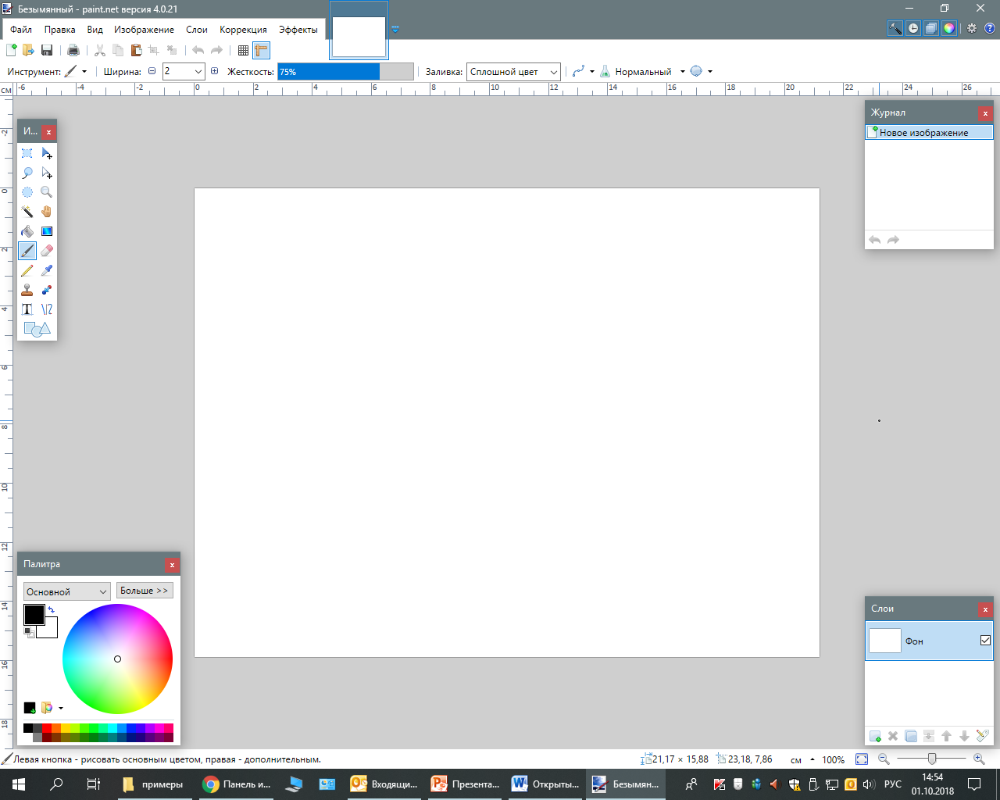 Безымянный - paint.net версия 4.0.21
Файл Правка Вид Изображение Слои Коррекция Эффекты
Инструмент: Ширина: 2 Жесткость: 75% Заливка: Сплошной цвет Нормальный
см -6 -4 -2 0 2 4 6 8 10 12 14 16 18 20 22 24 26
-2 0 2 4 6 8 10 12 14 16 18
И...
Журнал
Новое изображение
Палитра
Основной Больше >>
Слои
Фон
Левая кнопка - рисовать основным цветом, правая - дополнительным. 21,17 × 15,88 23,18, 7,86 см 100%
примеры Панель и... Входящи... Презента... Открыты... Безымян... РУС 14:54
01.10.2018